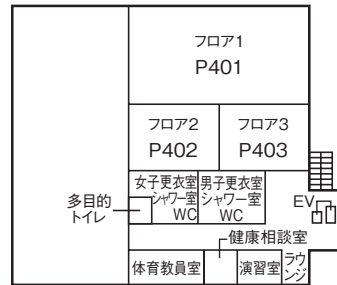 フロア1
P401
フロア2
フロア3
P402
P403
女子更衣室
シャワー室
WC
男子更衣室
シャワー室
WC
多目的
トイレ
EV
健康相談室
体育教員室
演習室
ラウ
ンジ